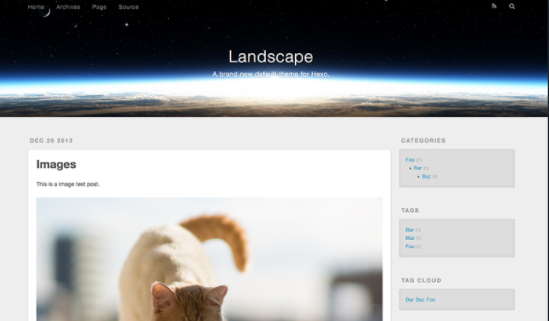 Home Archives Page Source
Landscape
A brand new default theme for Hexo.
DEC 26 2013
Images
This is a image test post.
CATEGORIES
Foo (1)
Bar (1)
Baz (1)
TAGS
Bar (1)
Baz (1)
Foo (1)
TAG CLOUD
Bar Baz Foo